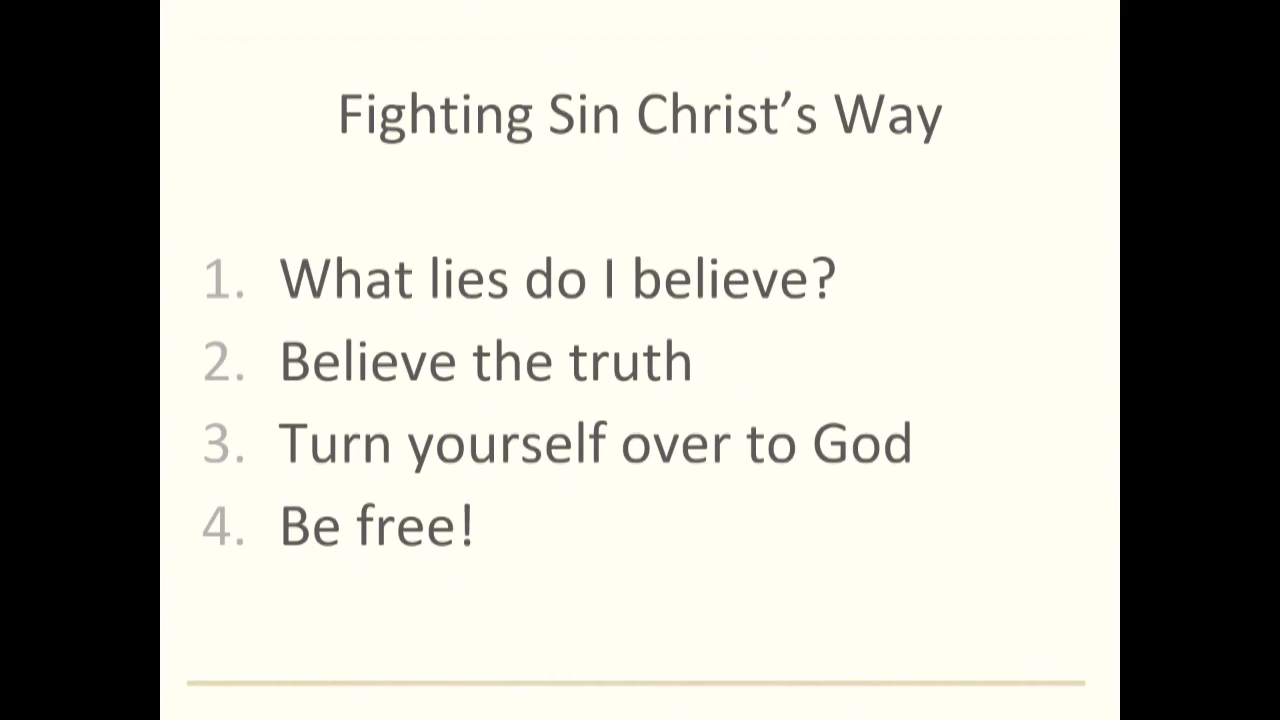 Fighting Sin Christ’s Way
1. What lies do I believe?
2. Believe the truth
3. Turn yourself over to God
4. Be free!